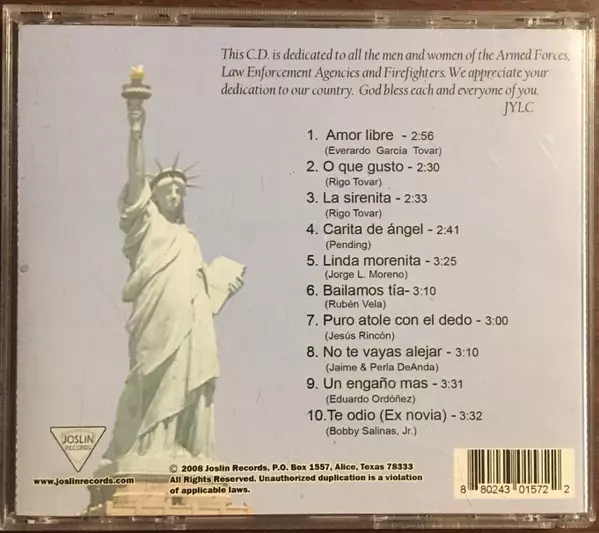 This C.D. is dedicated to all the men and women of the Armed Forces,
Law Enforcement Agencies and Firefighters. We appreciate your
dedication to our country. God bless each and everyone of you.
JYLC
1. Amor libre - 2:56
(Everardo Garcia Tovar)
2. O que gusto - 2:30
(Rigo Tovar)
3. La sirenita - 2:33
(Rigo Tovar)
4. Carita de ángel - 2:41
(Pending)
5. Linda morenita - 3:25
(Jorge L. Moreno)
6. Bailamos tía- 3:10
(Rubén Vela)
7. Puro atole con el dedo - 3:00
(Jesús Rincón)
8. No te vayas alejar - 3:10
(Jaime & Perla DeAnda)
9. Un engaño mas - 3:31
(Eduardo Ordóñez)
10.Te odio (Ex novia) - 3:32
(Bobby Salinas, Jr.)
JOSLIN
RECORDS
www.joslinrecords.com
© 2008 Joslin Records, P.O. Box 1557, Alice, Texas 78333
All Rights Reserved. Unauthorized duplication is a violation
of applicable laws.
8 80243 01572 2